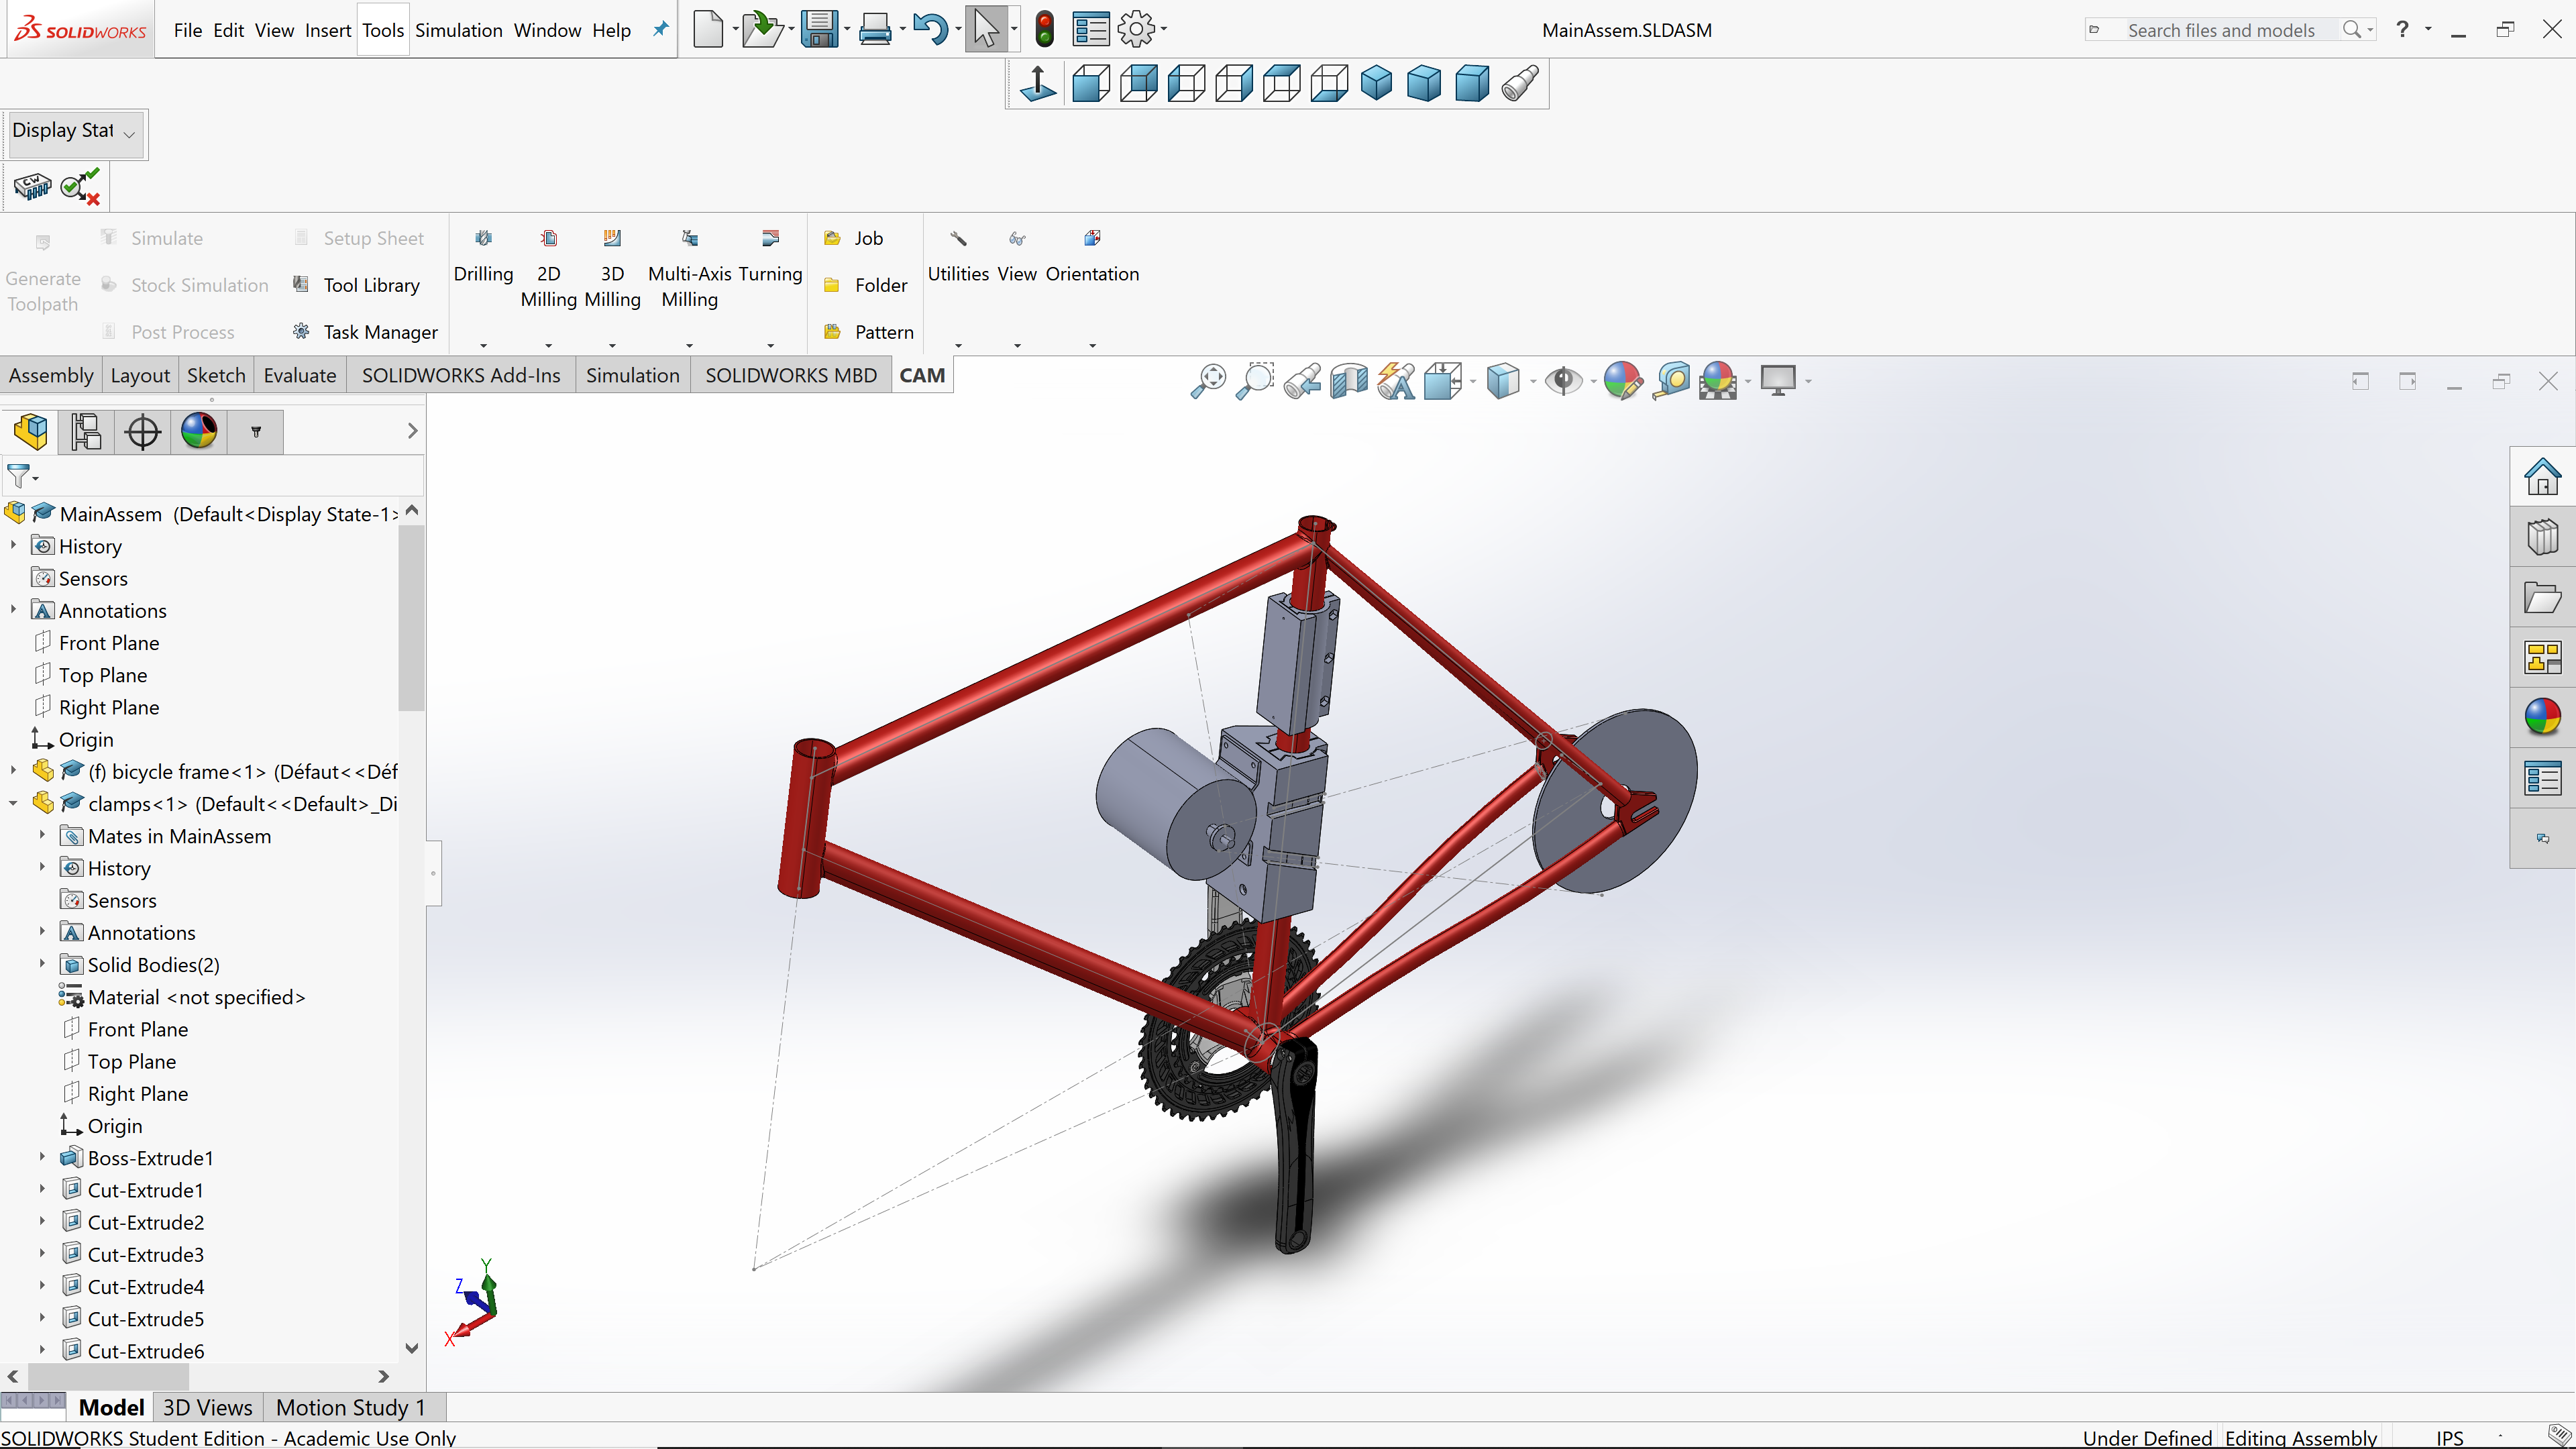 SOLIDWORKS File Edit View Insert Tools Simulation Window Help MainAssem.SLDASM Search files and models ?
Display Stat
CW
Generate Toolpath
Simulate
Stock Simulation
Post Process
Setup Sheet
Tool Library
Task Manager
Drilling
2D Milling
3D Milling
Multi-Axis Milling
Turning
Job
Folder
Pattern
Utilities
View
Orientation
Assembly Layout Sketch Evaluate SOLIDWORKS Add-Ins Simulation SOLIDWORKS MBD CAM
MainAssem (Default<Display State-1>
History
Sensors
Annotations
Front Plane
Top Plane
Right Plane
Origin
(f) bicycle frame<1> (Défaut<<Déf
clamps<1> (Default<<Default>_Di
Mates in MainAssem
History
Sensors
Annotations
Solid Bodies(2)
Material <not specified>
Front Plane
Top Plane
Right Plane
Origin
Boss-Extrude1
Cut-Extrude1
Cut-Extrude2
Cut-Extrude3
Cut-Extrude4
Cut-Extrude5
Cut-Extrude6
Y
Z
X
Model 3D Views Motion Study 1
SOLIDWORKS Student Edition - Academic Use Only Under Defined Editing Assembly IPS